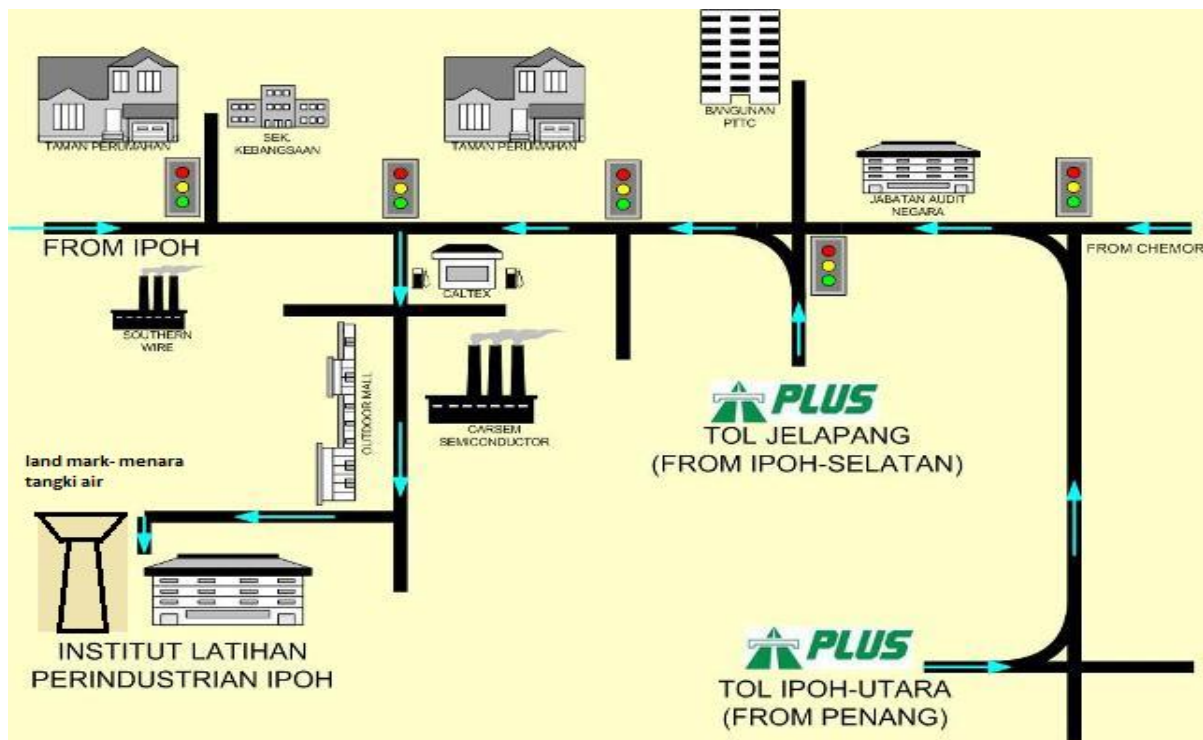 BANGUNAN
PTTC
TAMAN PERUMAHAN
SEK.
KEBANGSAAN
TAMAN PERUMAHAN
JABATAN AUDIT
NEGARA
FROM IPOH
FROM CHEMOR
CALTEX
SOUTHERN
WIRE
OUTDOOR MALL
CARSEM
SEMICONDUCTOR
PLUS
TOL JELAPANG
(FROM IPOH-SELATAN)
land mark- menara
tangki air
INSTITUT LATIHAN
PERINDUSTRIAN IPOH
PLUS
TOL IPOH-UTARA
(FROM PENANG)